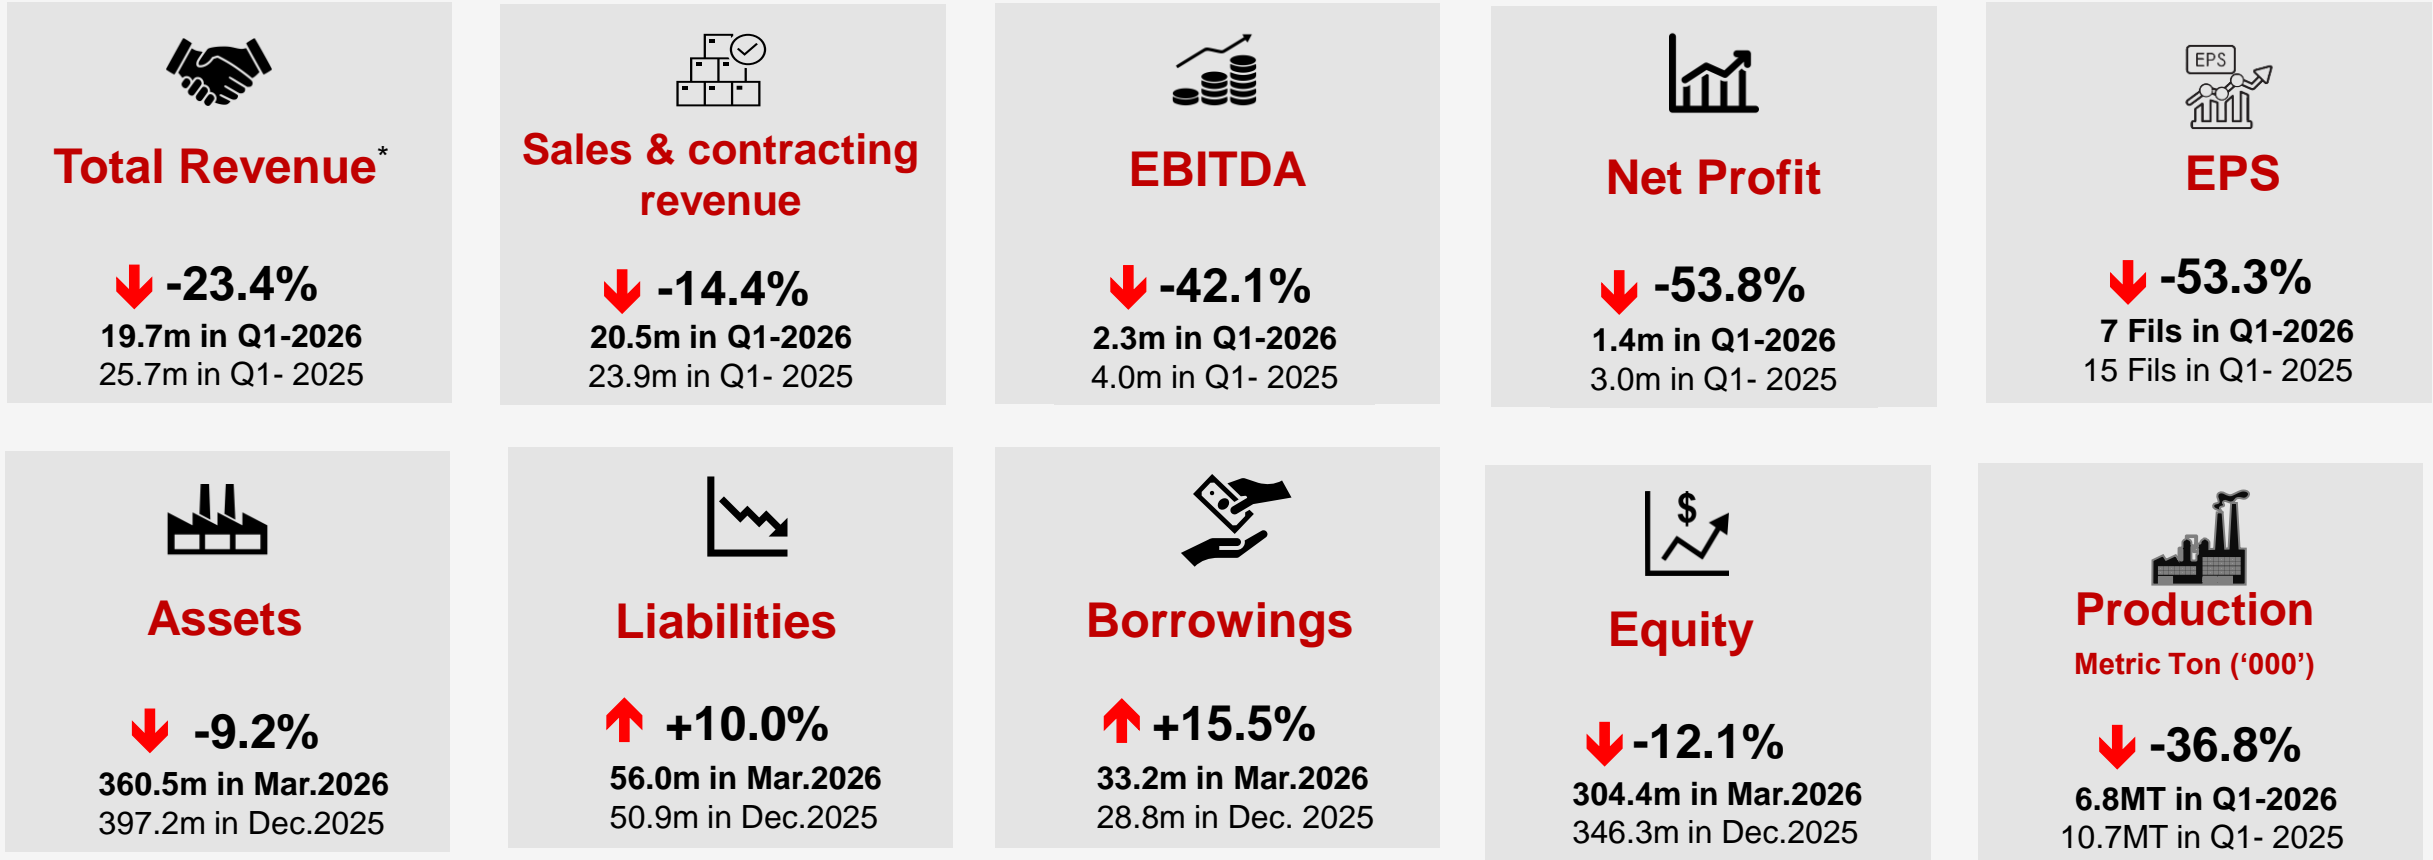 Total Revenue*
-23.4%
19.7m in Q1-2026
25.7m in Q1- 2025
Sales & contracting
revenue
-14.4%
20.5m in Q1-2026
23.9m in Q1- 2025
EBITDA
-42.1%
2.3m in Q1-2026
4.0m in Q1- 2025
Net Profit
-53.8%
1.4m in Q1-2026
3.0m in Q1- 2025
EPS
EPS
-53.3%
7 Fils in Q1-2026
15 Fils in Q1- 2025
Assets
-9.2%
360.5m in Mar.2026
397.2m in Dec.2025
Liabilities
+10.0%
56.0m in Mar.2026
50.9m in Dec.2025
Borrowings
+15.5%
33.2m in Mar.2026
28.8m in Dec. 2025
$
Equity
-12.1%
304.4m in Mar.2026
346.3m in Dec.2025
Production
Metric Ton (‘000’)
-36.8%
6.8MT in Q1-2026
10.7MT in Q1- 2025